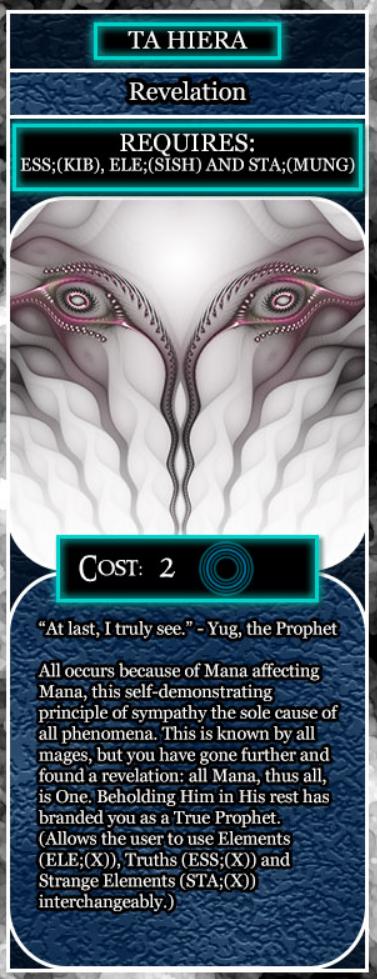 TA HIERA
Revelation
REQUIRES:
ESS;(KIB), ELE;(SISH) AND STA;(MUNG)
Cost: 2
“At last, I truly see.” - Yug, the Prophet
All occurs because of Mana affecting
Mana, this self-demonstrating
principle of sympathy the sole cause of
all phenomena. This is known by all
mages, but you have gone further and
found a revelation: all Mana, thus all,
is One. Beholding Him in His rest has
branded you as a True Prophet.
(Allows the user to use Elements
(ELE;(X)), Truths (ESS;(X)) and
Strange Elements (STA;(X))
interchangeably.)